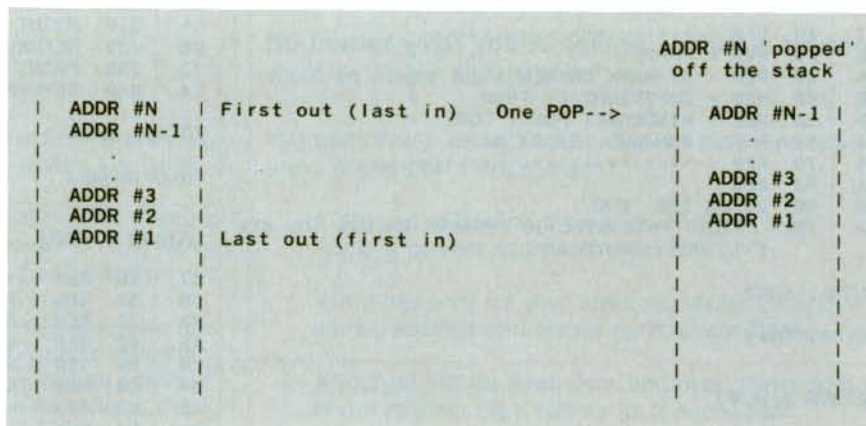 ADDR #N 'popped'
off the stack
| ADDR #N | First out (last in) One POP--> | ADDR #N-1 |
| ADDR #N-1 | | . |
| . | | . |
| . | | ADDR #3 |
| ADDR #3 | | ADDR #2 |
| ADDR #2 | | ADDR #1 |
| ADDR #1 | Last out (first in) | |